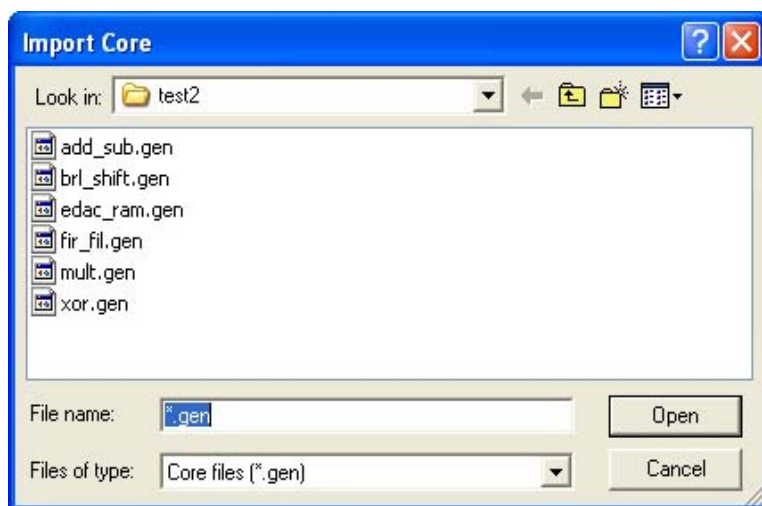 Import Core
Look in: test2
add_sub.gen
brl_shift.gen
edac_ram.gen
fir_fil.gen
mult.gen
xor.gen
File name: *.gen Open
Files of type: Core files (*.gen) Cancel